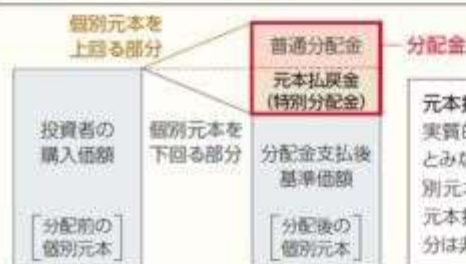 個別元本を
上回る部分
普通分配金
分配金
元本払戻金
(特別分配金)
投資者の
購入価額
個別元本を
下回る部分
分配金支払後
基準価額
分配前の
個別元本
分配後の
個別元本
元本払
実質的
とみな
別元本
元本払
分は非